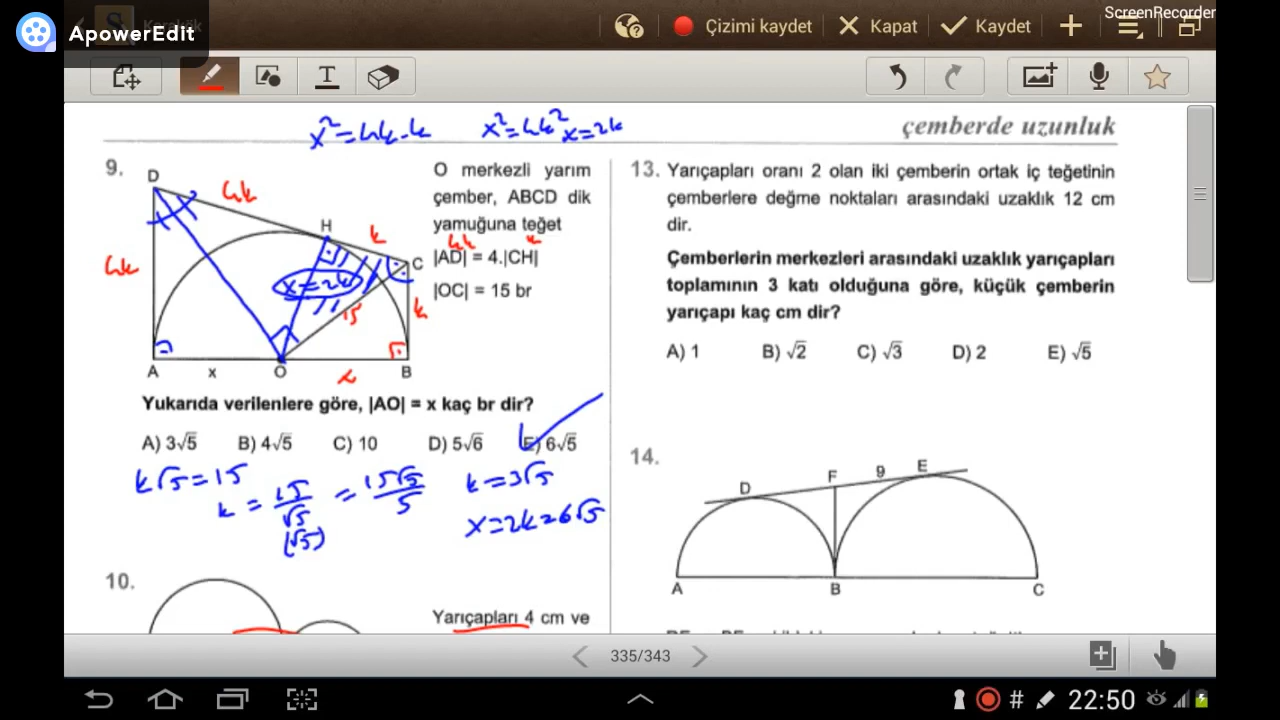 ScreenRecorder
ApowerEdit
Çizimi kaydet
Kapat
Kaydet
T
x²=4k·k
x²=4k²
x=2k
çemberde uzunluk
9.
D
4k
H
k
C
4k
x=2k
15
k
A
x
O
x
B
O merkezli yarım
çember, ABCD dik
yamuğuna teğet
4k k
|AD| = 4.|CH|
|OC| = 15 br
Yukarıda verilenlere göre, |AO| = x kaç br dir?
A) 3√5 B) 4√5 C) 10 D) 5√6 E) 6√5
k√5=15
k = 15/√5 = 15√5/5
(√5)
k=3√5
x=2k=6√5
10.
Yarıçapları 4 cm ve
13. Yarıçapları oranı 2 olan iki çemberin ortak iç teğetinin
çemberlere değme noktaları arasındaki uzaklık 12 cm
dir.
Çemberlerin merkezleri arasındaki uzaklık yarıçapları
toplamının 3 katı olduğuna göre, küçük çemberin
yarıçapı kaç cm dir?
A) 1 B) √2 C) √3 D) 2 E) √5
14.
D
F
9
E
A
B
C
335/343
22:50